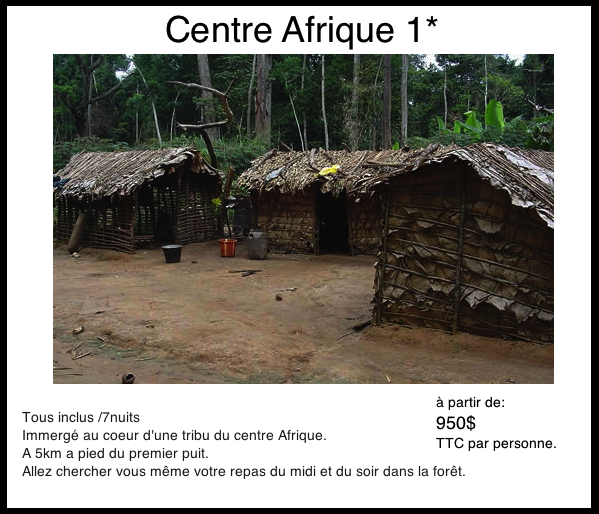 Centre Afrique 1*
à partir de:
950$
TTC par personne.
Tous inclus /7nuits
Immergé au coeur d'une tribu du centre Afrique.
A 5km a pied du premier puit.
Allez chercher vous même votre repas du midi et du soir dans la forêt.